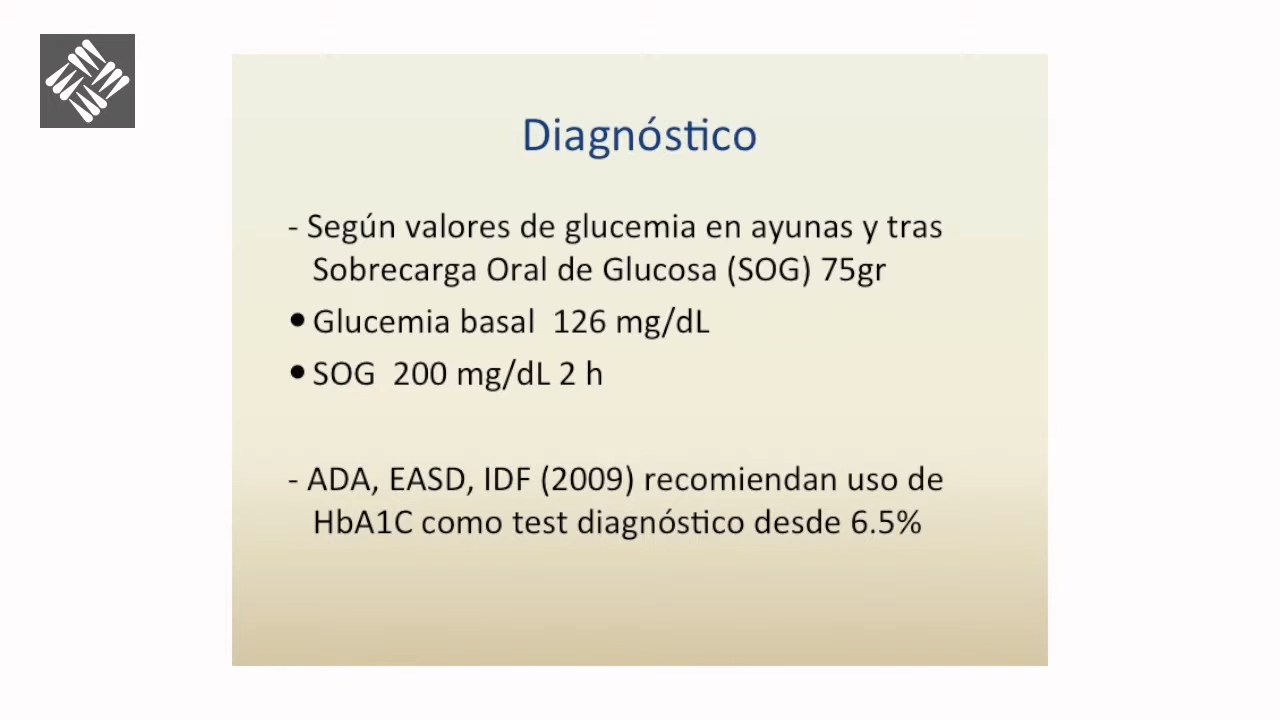 Diagnóstico
- Según valores de glucemia en ayunas y tras
Sobrecarga Oral de Glucosa (SOG) 75gr
• Glucemia basal  126 mg/dL
• SOG  200 mg/dL 2 h
- ADA, EASD, IDF (2009) recomiendan uso de
HbA1C como test diagnóstico desde 6.5%